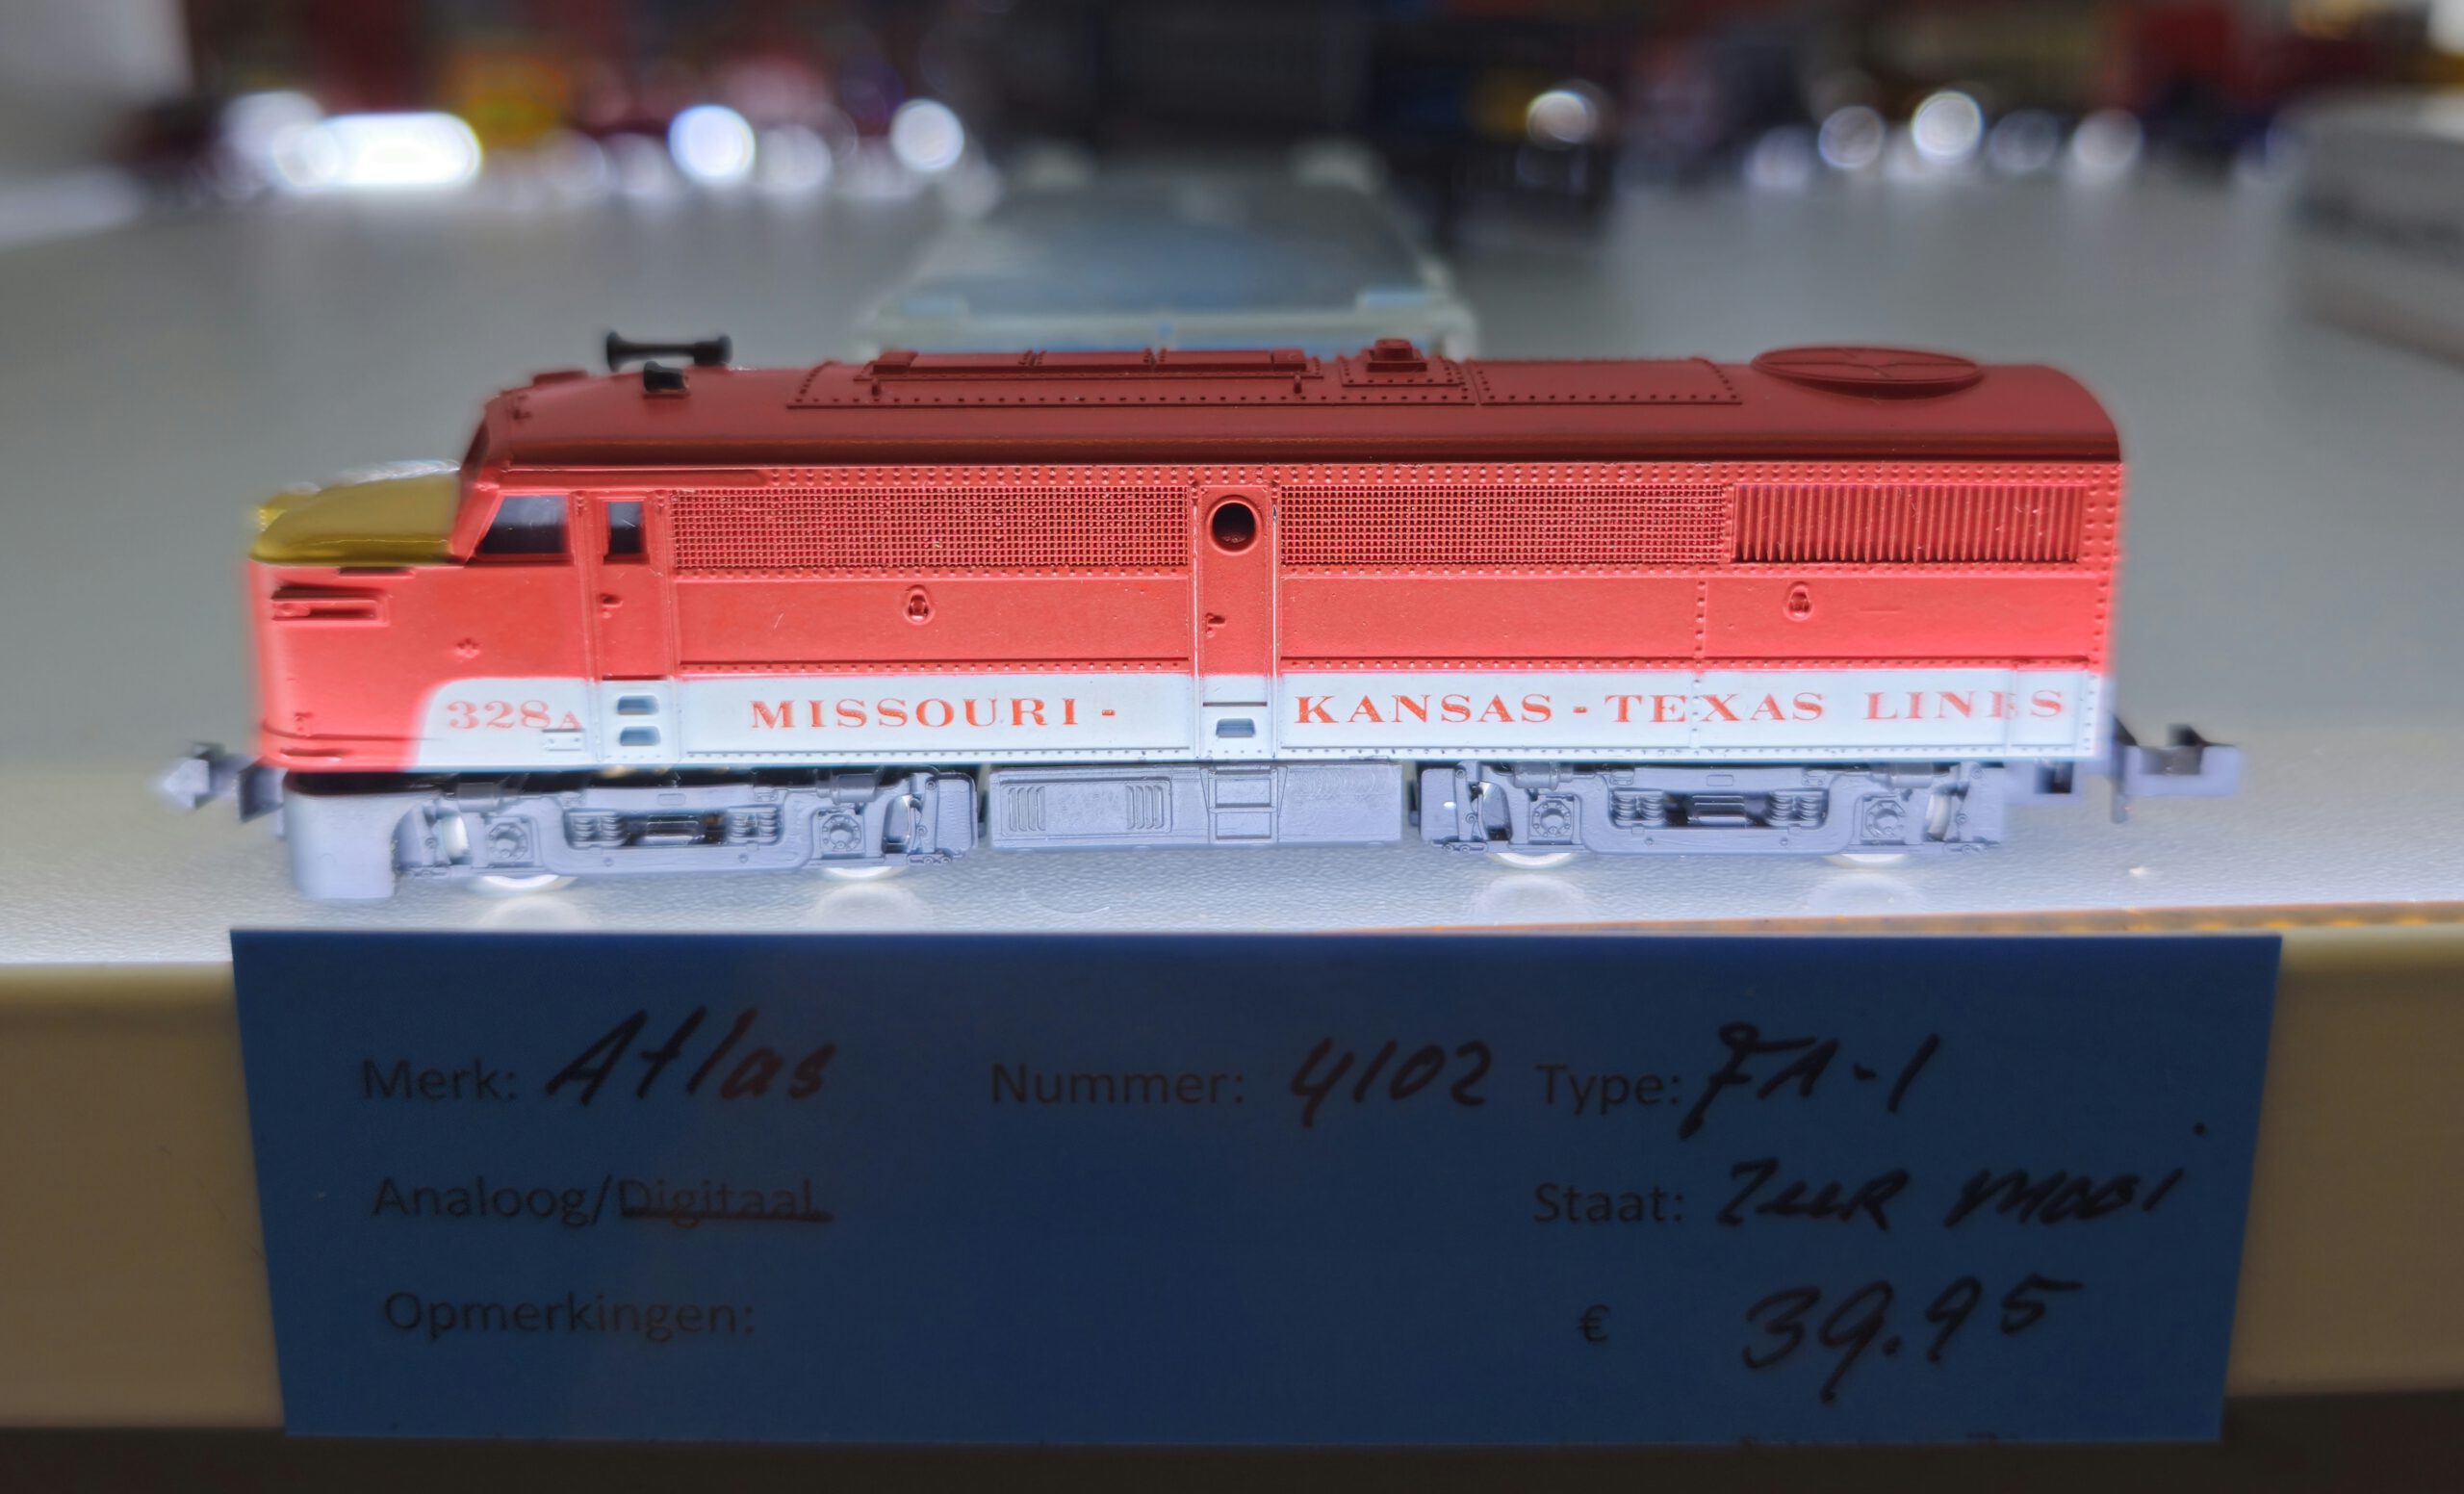 328A MISSOURI - KANSAS - TEXAS LINES
Merk: Atlas Nummer: 4102 Type: FA-1
Analoog/Digitaal Staat: ZEER MOOI
Opmerkingen: € 39.95